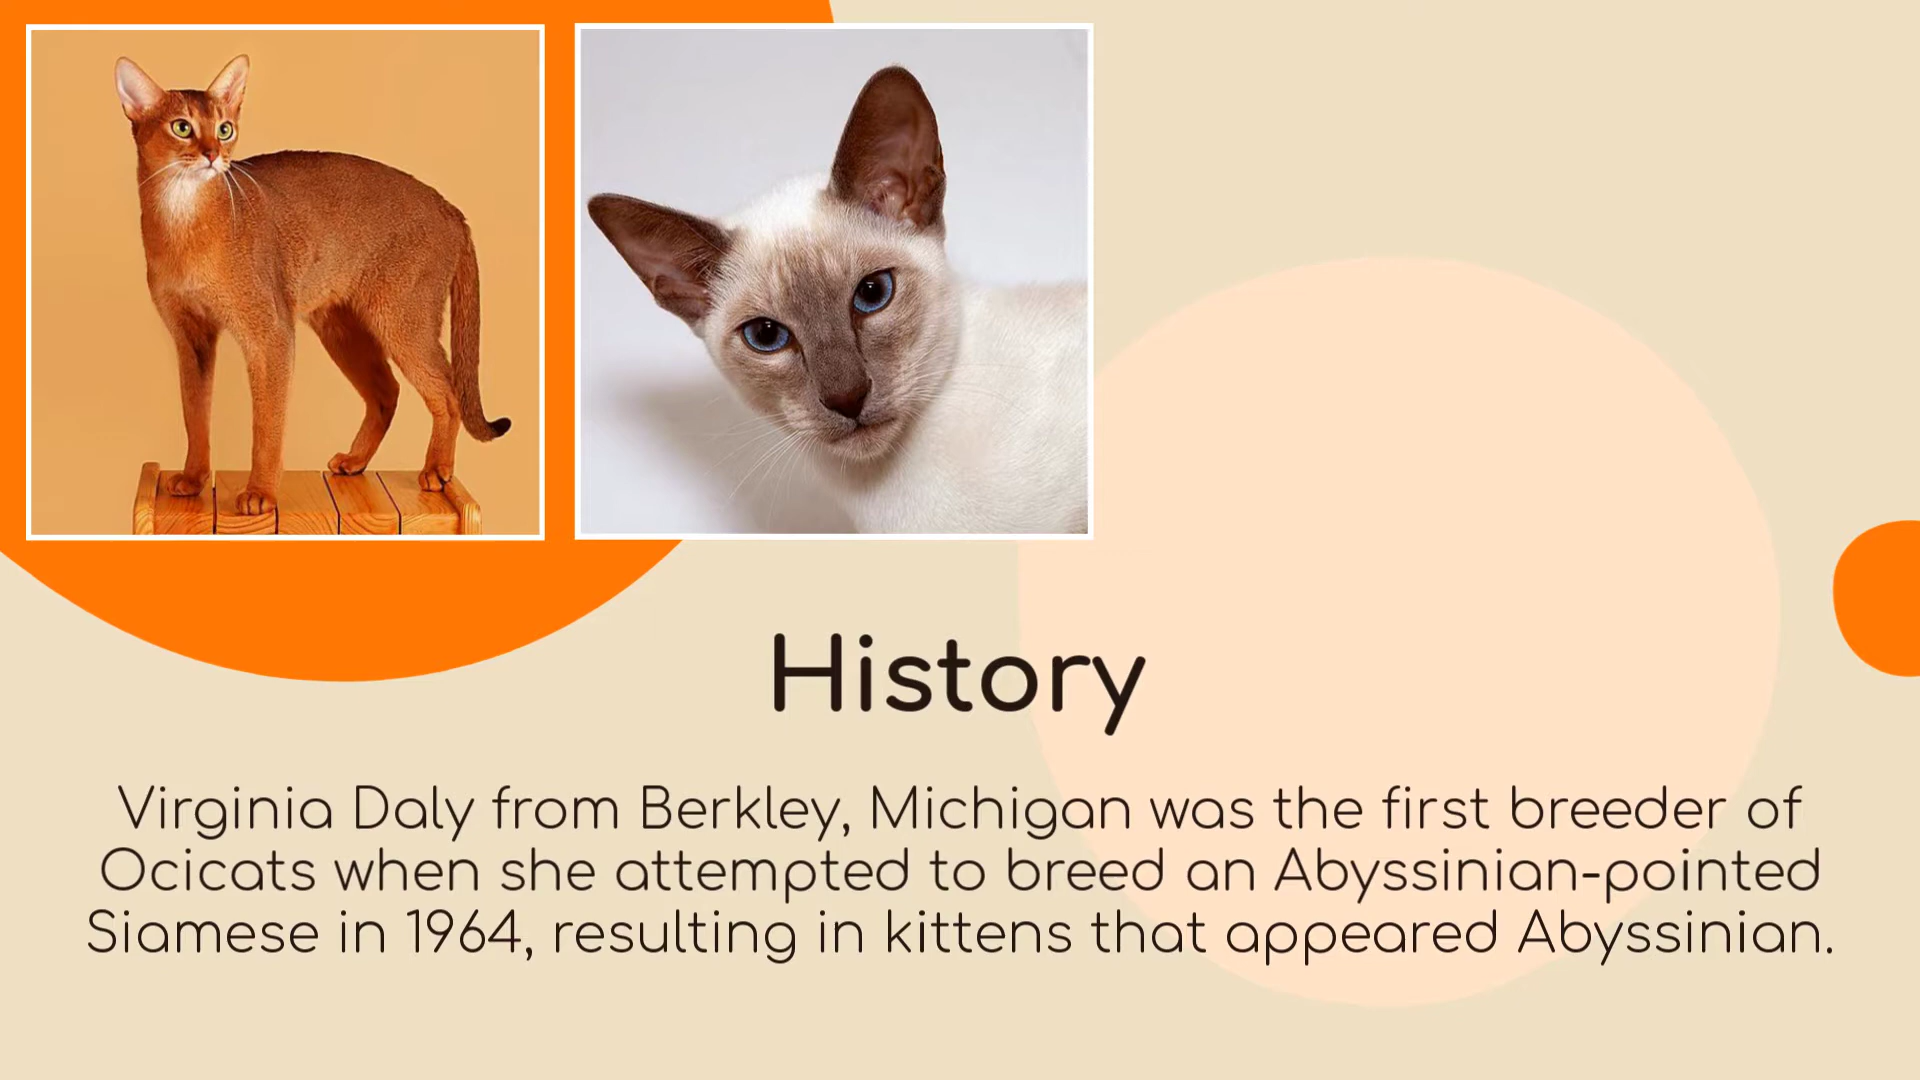 History
Virginia Daly from Berkley, Michigan was the first breeder of
Ocicats when she attempted to breed an Abyssinian-pointed
Siamese in 1964, resulting in kittens that appeared Abyssinian.